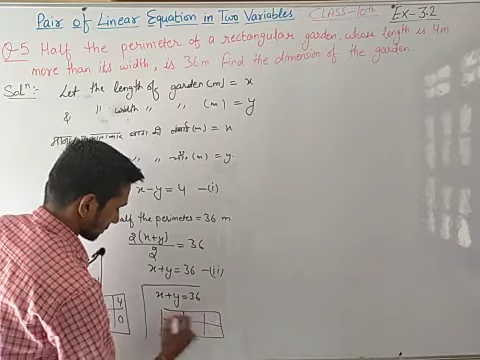 Pair of Linear Equation in Two Variables CLASS-10th Ex-3.2
Q-5 Half the perimeter of a rectangular garden, whose length is 4m
more than its width, is 36m. Find the dimension of the garden.
Solⁿ:- Let the length of garden (m) = x
& " width " " (m) = y
बाग की लंबाई (m) = x
" " चौ. (m) = y.
x-y = 4 -(i)
Half the perimeter = 36 m
2(x+y)/2 = 36
x+y = 36 -(ii)
x+y = 36
4
0